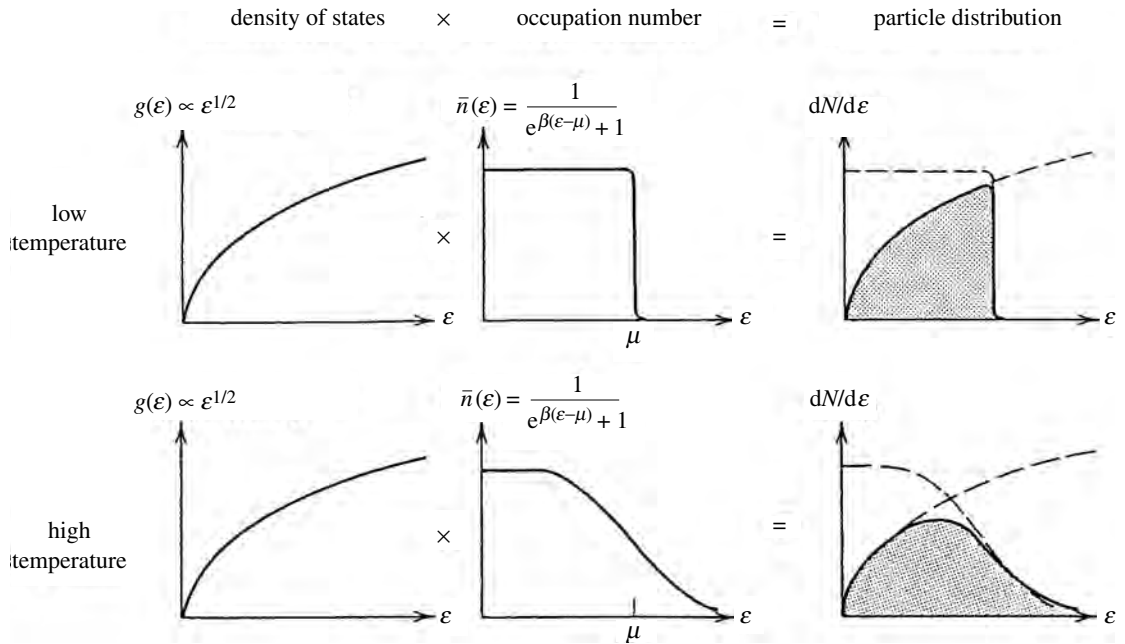 density of states × occupation number = particle distribution
g(ε) ∝ ε^{1/2} n̄(ε) = 1/(e^{β(ε−μ)} + 1) dN/dε
low
temperature × =
ε ε ε
μ
g(ε) ∝ ε^{1/2} n̄(ε) = 1/(e^{β(ε−μ)} + 1) dN/dε
high
temperature × =
ε ε ε
μ